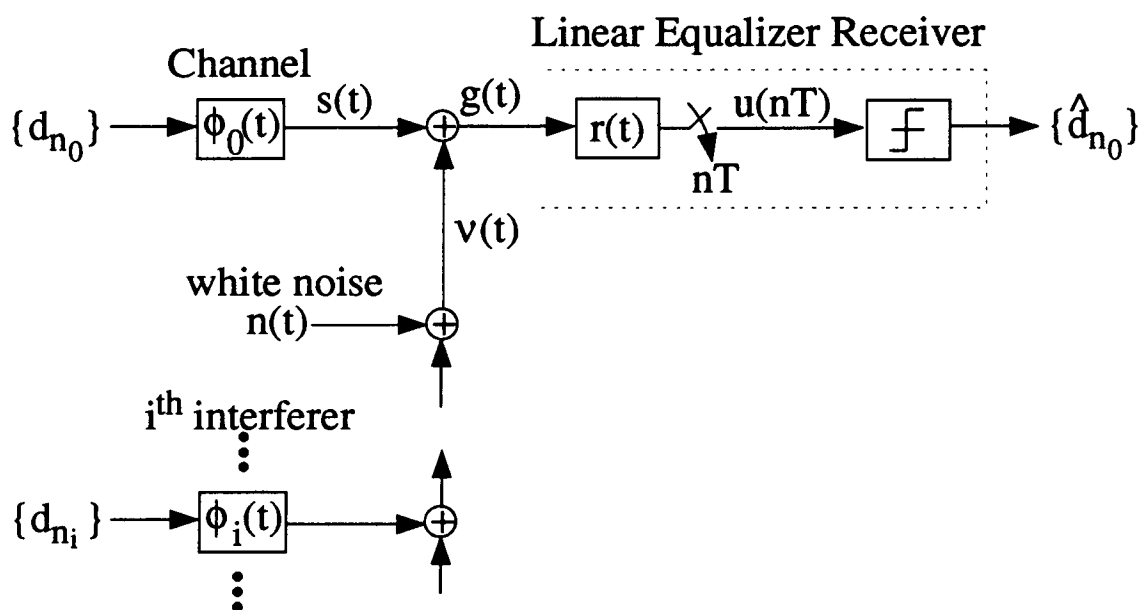 Linear Equalizer Receiver
Channel
{d_{n_0}} ϕ_0(t) s(t) g(t) r(t) nT u(nT) {d̂_{n_0}}
ν(t)
white noise
n(t)
i^{th} interferer
{d_{n_i}} ϕ_i(t)